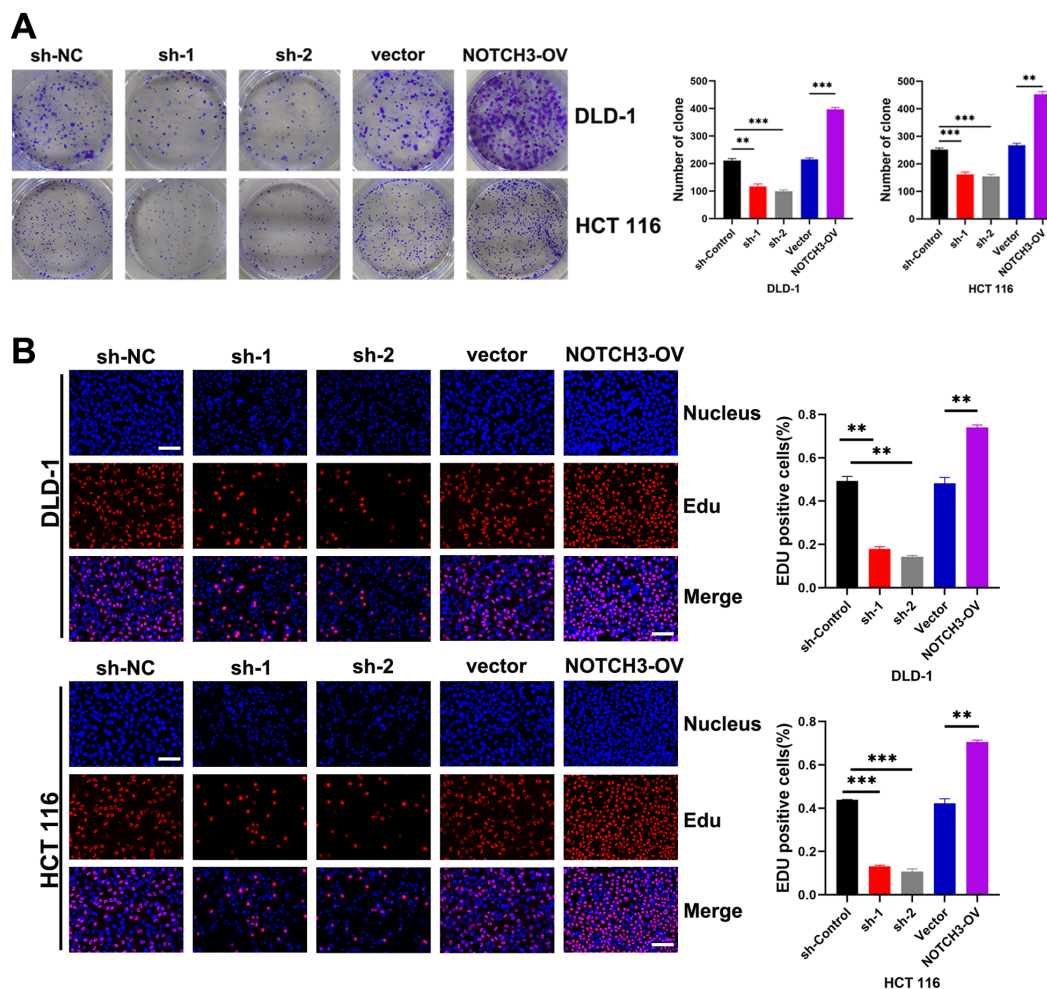 A
sh-NC sh-1 sh-2 vector NOTCH3-OV
DLD-1
HCT 116
Number of clone
500
400
300
200
100
0
** *** ***
sh-Control sh-1 sh-2 Vector NOTCH3-OV
DLD-1
Number of clone
500
400
300
200
100
0
*** *** **
sh-Control sh-1 sh-2 Vector NOTCH3-OV
HCT 116
B
sh-NC sh-1 sh-2 vector NOTCH3-OV
DLD-1
Nucleus
Edu
Merge
EDU positive cells(%)
0.8
0.6
0.4
0.2
0.0
** ** **
sh-Control sh-1 sh-2 Vector NOTCH3-OV
DLD-1
sh-NC sh-1 sh-2 vector NOTCH3-OV
HCT 116
Nucleus
Edu
Merge
EDU positive cells(%)
0.8
0.6
0.4
0.2
0.0
*** *** **
sh-Control sh-1 sh-2 Vector NOTCH3-OV
HCT 116